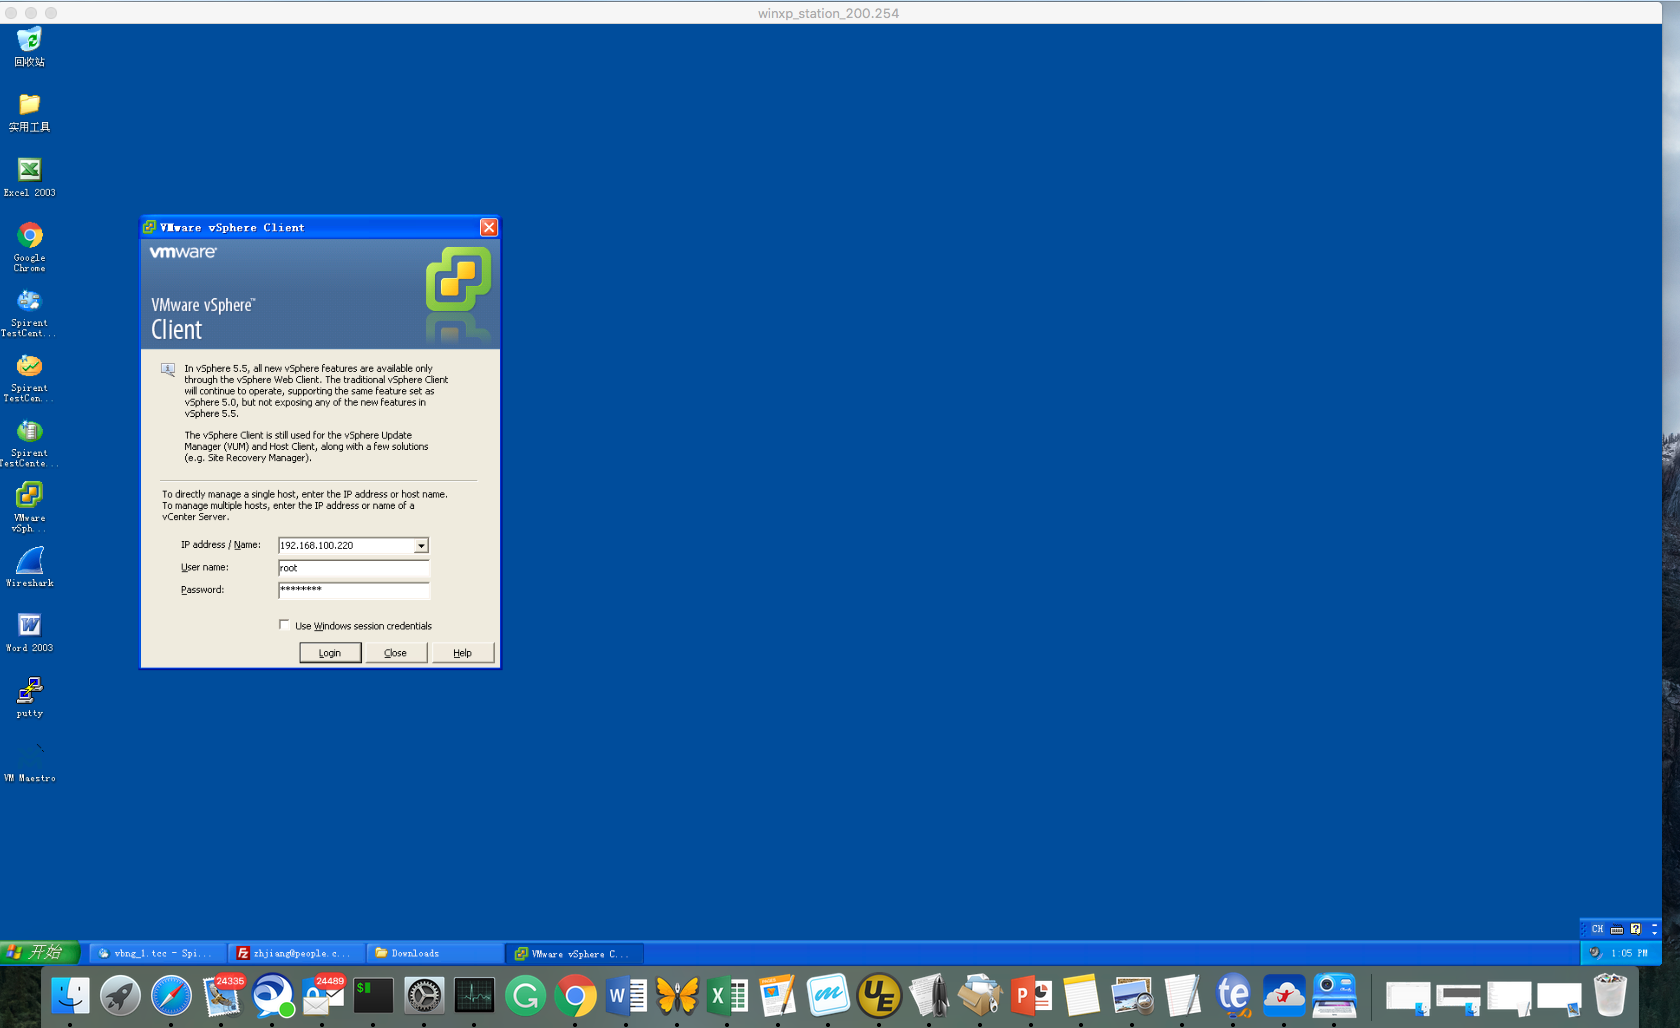 winxp_station_200.254
回收站
实用工具
Excel 2003
Google
Chrome
Spirent
TestCent...
Spirent
TestCen...
Spirent
TestCente...
VMware
vSph...
Wireshark
Word 2003
putty
VM Maestro
VMware vSphere Client
vmware
VMware vSphere™
Client
In vSphere 5.5, all new vSphere features are available only
through the vSphere Web Client. The traditional vSphere Client
will continue to operate, supporting the same feature set as
vSphere 5.0, but not exposing any of the new features in
vSphere 5.5.
The vSphere Client is still used for the vSphere Update
Manager (VUM) and Host Client, along with a few solutions
(e.g. Site Recovery Manager).
To directly manage a single host, enter the IP address or host name.
To manage multiple hosts, enter the IP address or name of a
vCenter Server.
IP address / Name: 192.168.100.220
User name: root
Password: ********
Use Windows session credentials
Login Close Help
CH
开始 vbng_1.tcc - Spi... zhjiang@people.c... Downloads VMware vSphere C... 1:05 PM
24335 24489